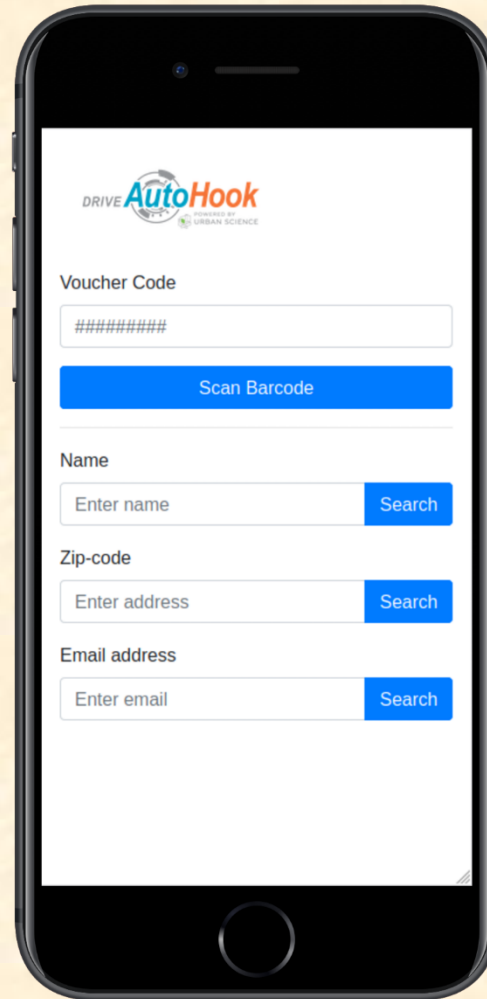 DRIVE AutoHook
POWERED BY
URBAN SCIENCE
Voucher Code
#########
Scan Barcode
Name
Enter name Search
Zip-code
Enter address Search
Email address
Enter email Search